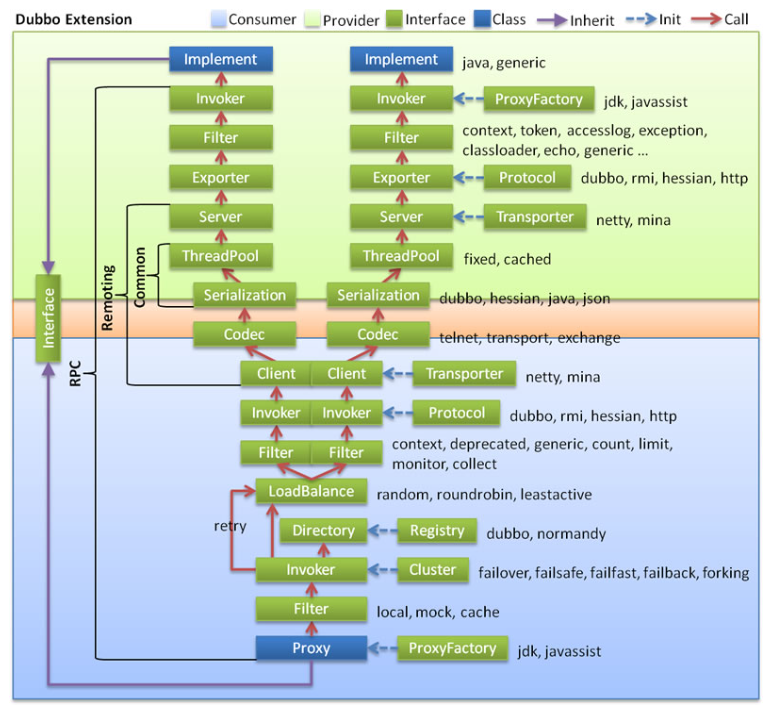 Dubbo Extension Consumer Provider Interface Class Inherit Init Call
Implement Implement java, generic
Invoker Invoker ProxyFactory jdk, javassist
Filter Filter context, token, accesslog, exception,
classloader, echo, generic ...
Exporter Exporter Protocol dubbo, rmi, hessian, http
Server Server Transporter netty, mina
ThreadPool ThreadPool fixed, cached
Common
Remoting
Serialization Serialization dubbo, hessian, java, json
Interface
Codec Codec telnet, transport, exchange
RPC
Client Client Transporter netty, mina
Invoker Invoker Protocol dubbo, rmi, hessian, http
Filter Filter context, deprecated, generic, count, limit,
monitor, collect
LoadBalance random, roundrobin, leastactive
retry
Directory Registry dubbo, normandy
Invoker Cluster failover, failsafe, failfast, failback, forking
Filter local, mock, cache
Proxy ProxyFactory jdk, javassist